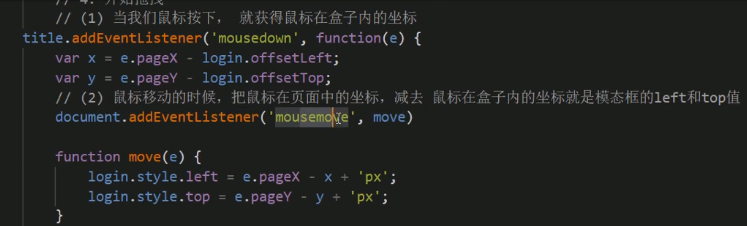 // 4. 开始拖拽
// (1) 当我们鼠标按下， 就获得鼠标在盒子内的坐标
title.addEventListener('mousedown', function(e) {
var x = e.pageX - login.offsetLeft;
var y = e.pageY - login.offsetTop;
// (2) 鼠标移动的时候，把鼠标在页面中的坐标，减去 鼠标在盒子内的坐标就是模态框的left和top值
document.addEventListener('mousemove', move)
function move(e) {
login.style.left = e.pageX - x + 'px';
login.style.top = e.pageY - y + 'px';
}